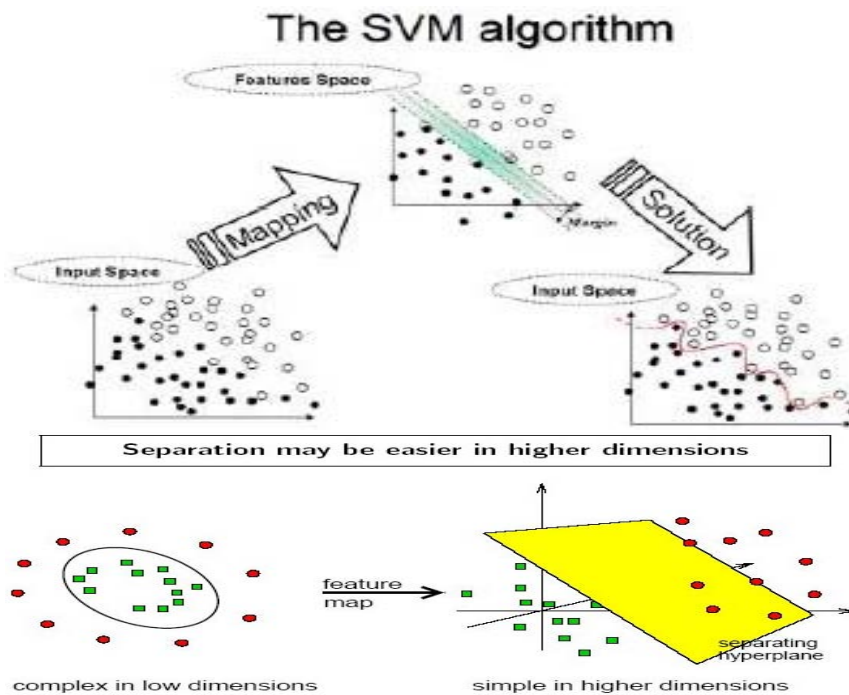 The SVM algorithm
Features Space
Mapping
Margin
Solution
Input Space
Input Space
Separation may be easier in higher dimensions
feature
map
separating
hyperplane
complex in low dimensions
simple in higher dimensions